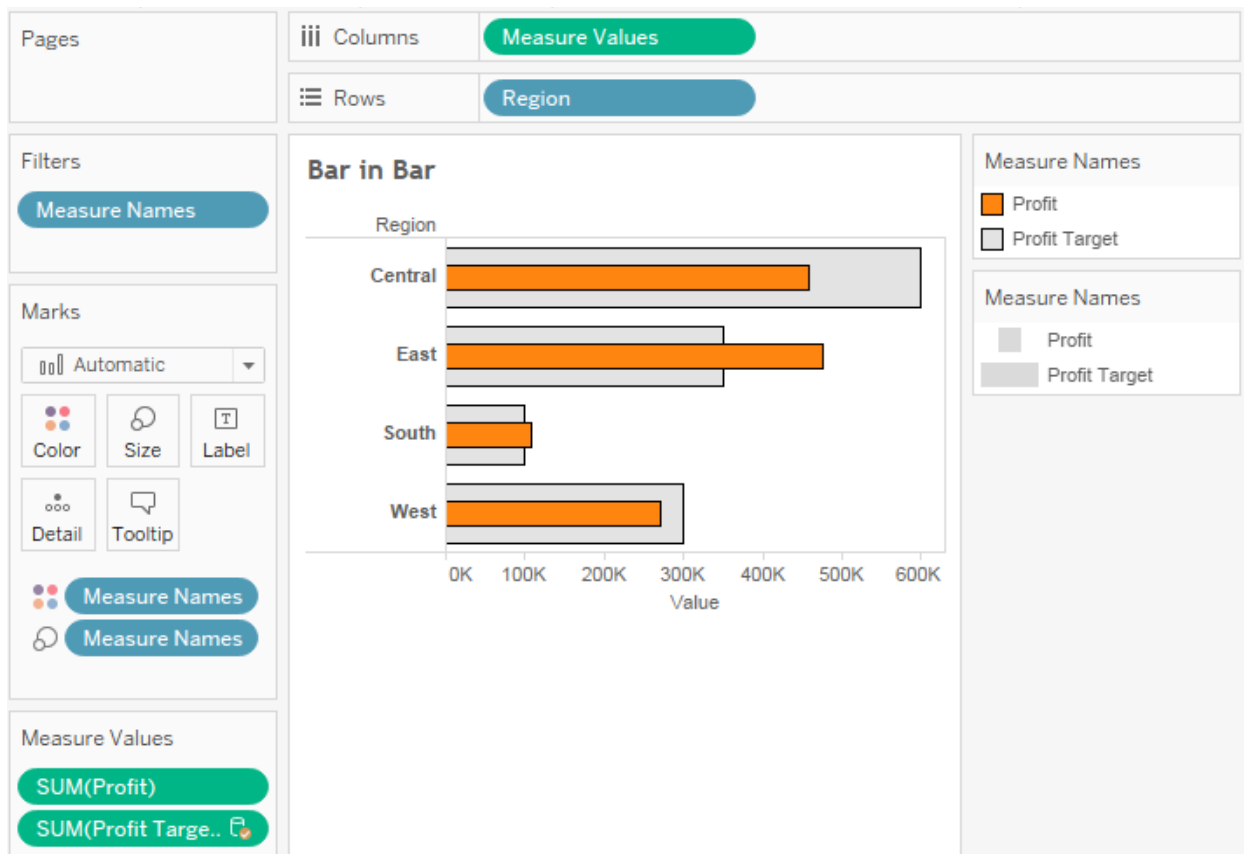 Pages
Columns
Measure Values
Rows
Region
Filters
Measure Names
Marks
Automatic
Color
Size
T
Label
Detail
Tooltip
Measure Names
Measure Names
Measure Values
SUM(Profit)
SUM(Profit Targe..
Bar in Bar
Region
Central
East
South
West
0K 100K 200K 300K 400K 500K 600K
Value
Measure Names
Profit
Profit Target
Measure Names
Profit
Profit Target